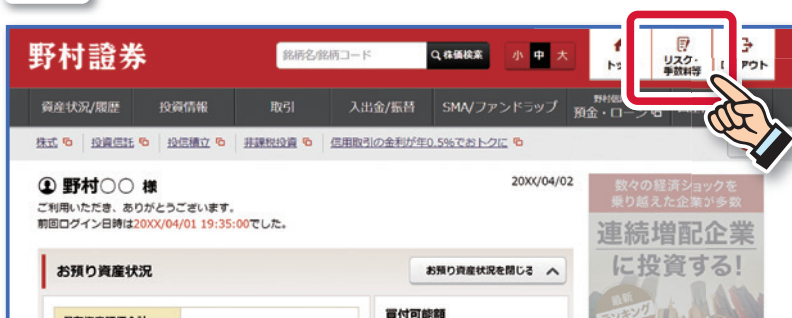 野村證券
銘柄名/銘柄コード
株価検索
小 中 大
リスク・
手数料等
資産状況/履歴 投資情報 取引 入出金/振替 SMA/ファンドラップ
預金・ローン
株式 投資信託 投信積立 非課税投資 信用取引の金利が年0.5%でおトクに
① 野村○○ 様
20XX/04/02
ご利用いただき、ありがとうございます。
前回ログイン日時は20XX/04/01 19:35:00でした。
数々の経済ショックを
乗り越えた企業が多数
連続増配企業
に投資する!
最新
ランキング
お預り資産状況
お預り資産状況を閉じる
買付可能額